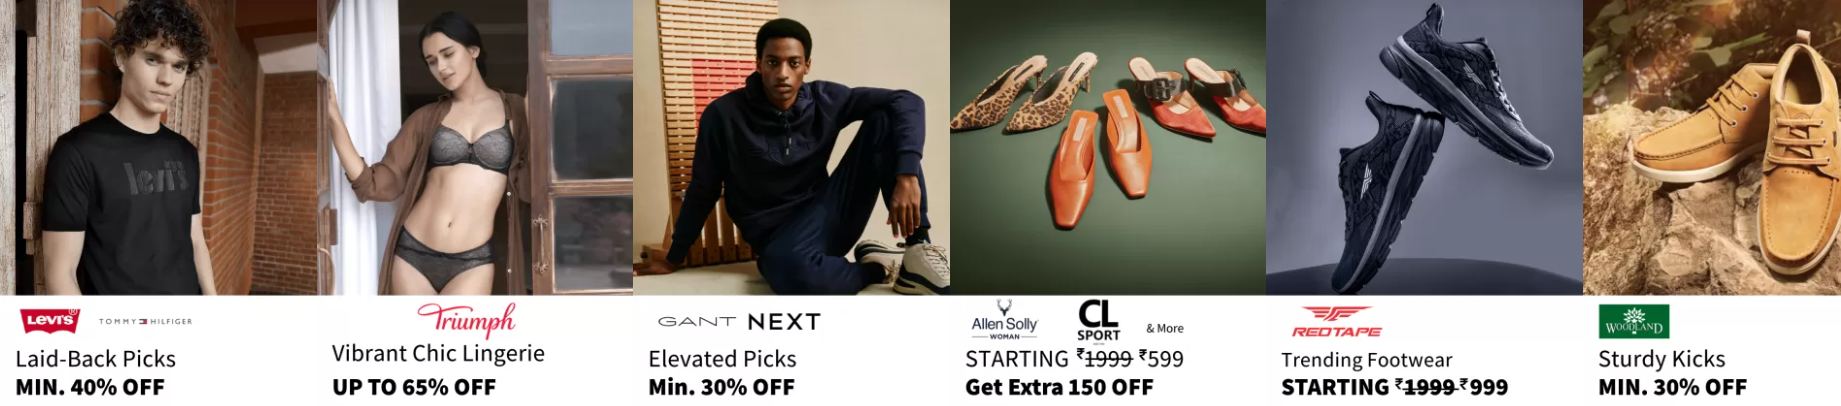 levi's
LEVI'S®
TOMMY HILFIGER
Laid-Back Picks
MIN. 40% OFF
Triumph
Vibrant Chic Lingerie
UP TO 65% OFF
GANT NEXT
Elevated Picks
Min. 30% OFF
Allen Solly
WOMAN
CL
SPORT
& More
STARTING ₹1999 ₹599
Get Extra 150 OFF
REDTAPE
Trending Footwear
STARTING ₹1999 ₹999
WOODLAND
Sturdy Kicks
MIN. 30% OFF